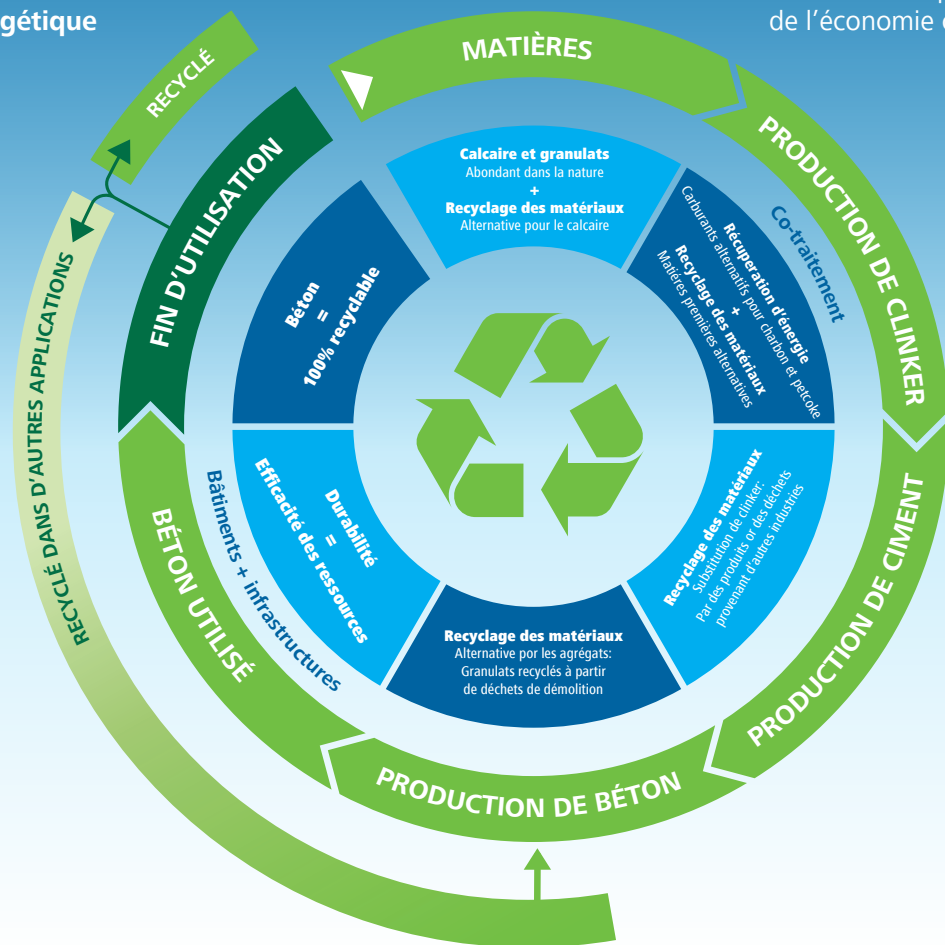 gétique
de l'économie
RECYCLÉ
MATIÈRES
PRODUCTION DE CLINKER
PRODUCTION DE CIMENT
PRODUCTION DE BÉTON
BÉTON UTILISÉ
FIN D'UTILISATION
RECYCLÉ DANS D'AUTRES APPLICATIONS
Calcaire et granulats
Abondant dans la nature
+
Recyclage des matériaux
Alternative pour le calcaire
Co-traitement
Récuperation d'énergie
Carburants alternatifs pour charbon et petcoke
+
Recyclage des matériaux
Matières premières alternatives
Recyclage des matériaux
Substitution de clinker:
Par des produits or des déchets
provenant d'autres industries
Recyclage des matériaux
Alternative por les agrégats:
Granulats recyclés à partir
de déchets de démolition
Bâtiments + infrastructures
Durabilité
=
Efficacité des ressources
Béton
=
100% recyclable